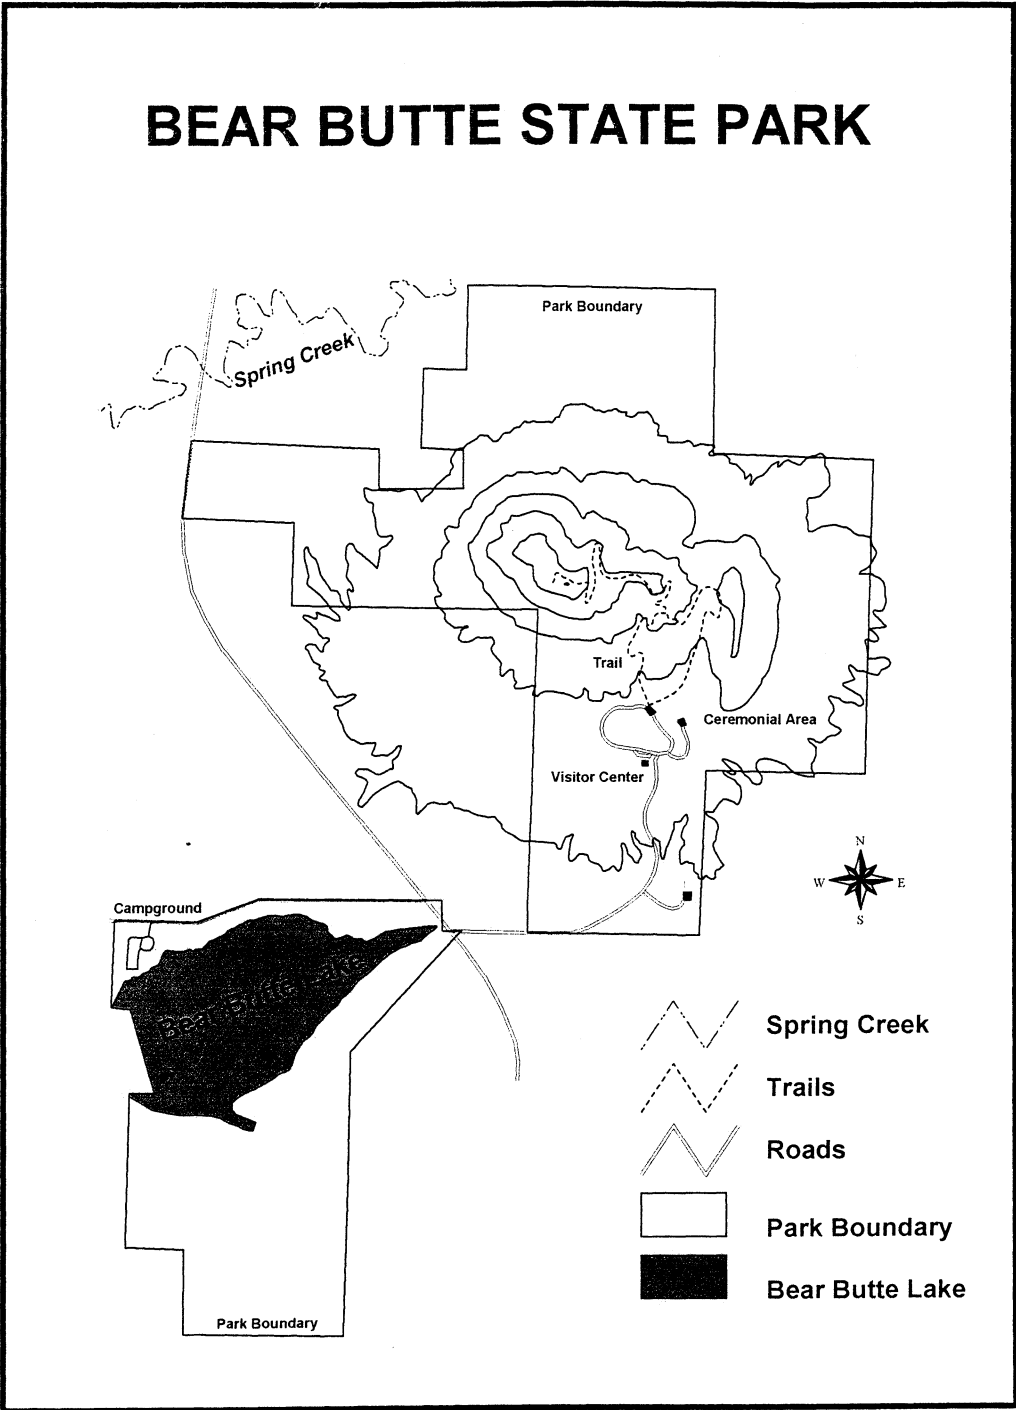 BEAR BUTTE STATE PARK
Park Boundary
Spring Creek
Trail
Ceremonial Area
Visitor Center
N
W
E
S
Campground
Bear Butte Lake
Spring Creek
Trails
Roads
Park Boundary
Bear Butte Lake
Park Boundary